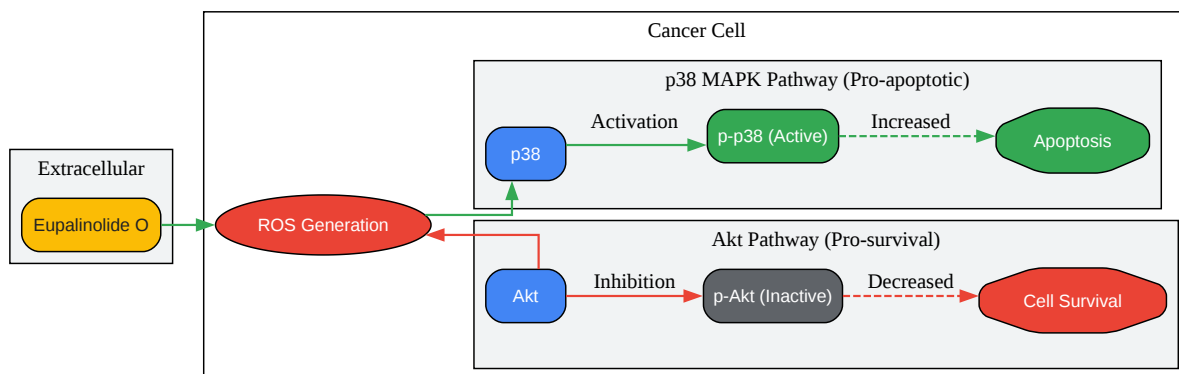 Cancer Cell
p38 MAPK Pathway (Pro-apoptotic)
Activation
p-p38 (Active)
Increased
Apoptosis
p38
Extracellular
Eupalinolide O
ROS Generation
Akt Pathway (Pro-survival)
Akt
Inhibition
p-Akt (Inactive)
Decreased
Cell Survival